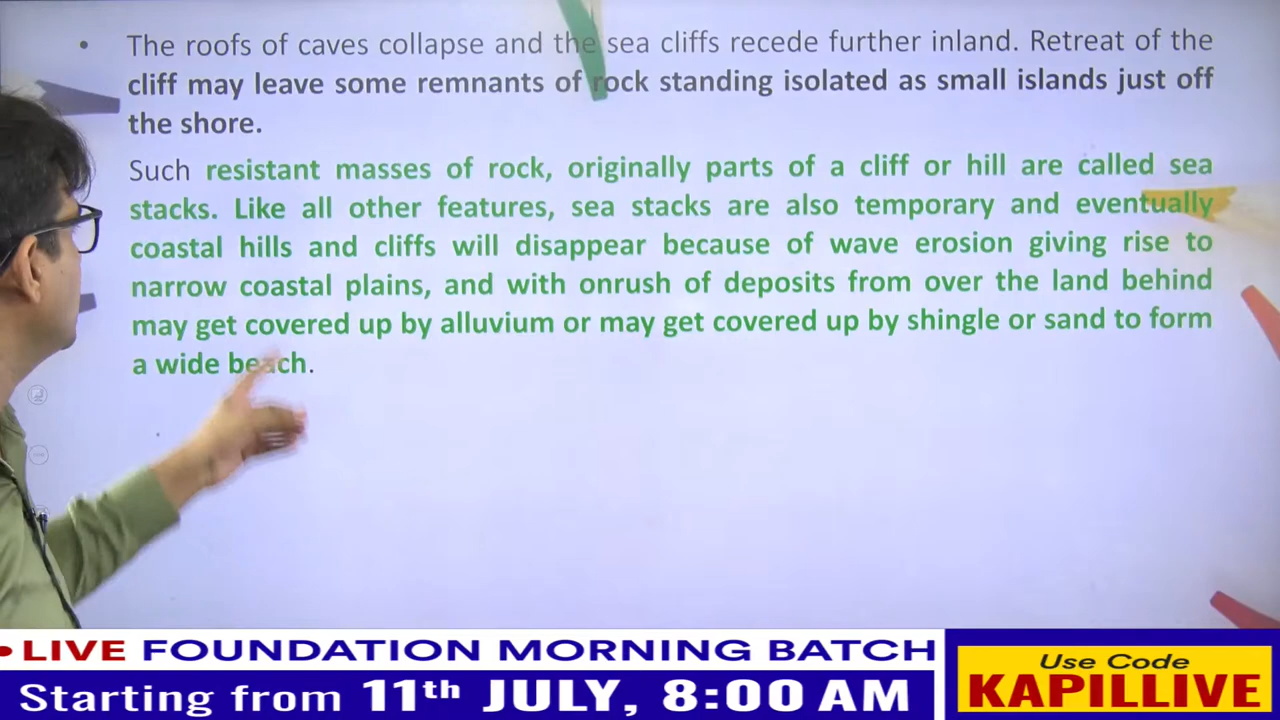 • The roofs of caves collapse and the sea cliffs recede further inland. Retreat of the
cliff may leave some remnants of rock standing isolated as small islands just off
the shore.
Such resistant masses of rock, originally parts of a cliff or hill are called sea
stacks. Like all other features, sea stacks are also temporary and eventually
coastal hills and cliffs will disappear because of wave erosion giving rise to
narrow coastal plains, and with onrush of deposits from over the land behind
may get covered up by alluvium or may get covered up by shingle or sand to form
a wide beach.
• LIVE FOUNDATION MORNING BATCH
Starting from 11th JULY, 8:00 AM
Use Code
KAPILLIVE